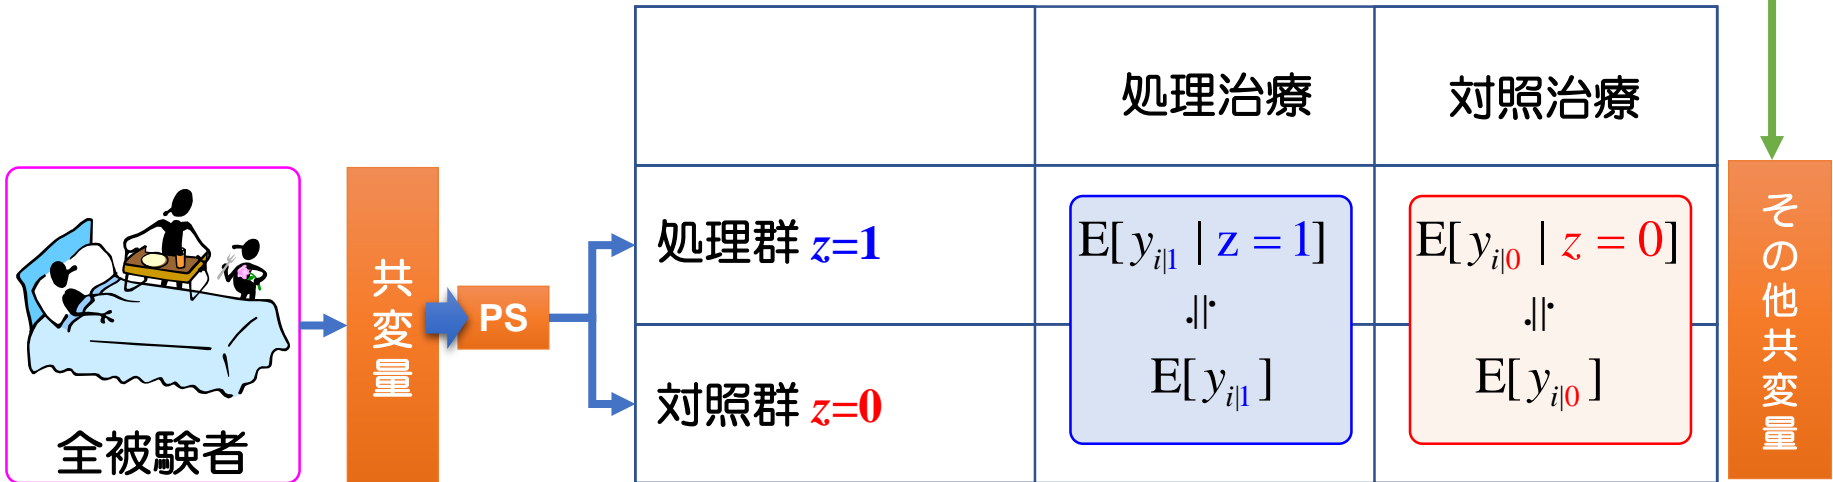 処理治療 対照治療
全被験者
共変量
PS
処理群 z=1
対照群 z=0
E[y_{i|1} | z = 1]
≒
E[y_{i|1}]
E[y_{i|0} | z = 0]
≒
E[y_{i|0}]
その他共変量